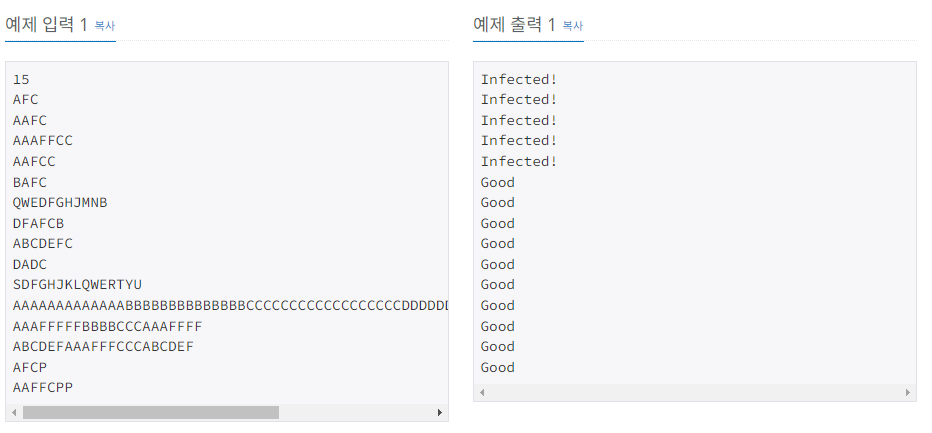 예제 입력 1 복사
15
AFC
AAFC
AAAFFCC
AAFCC
BAFC
QWEDFGHJMNB
DFAFCB
ABCDEFC
DADC
SDFGHJKLQWERTYU
AAAAAAAAAAAAABBBBBBBBBBBBBBCCCCCCCCCCCCCCCCCCDDDDDD
AAAFFFFFBBBBCCCAAAFFFF
ABCDEFAAAFFFCCCABCDEF
AFCP
AAFFCPP
예제 출력 1 복사
Infected!
Infected!
Infected!
Infected!
Infected!
Good
Good
Good
Good
Good
Good
Good
Good
Good
Good